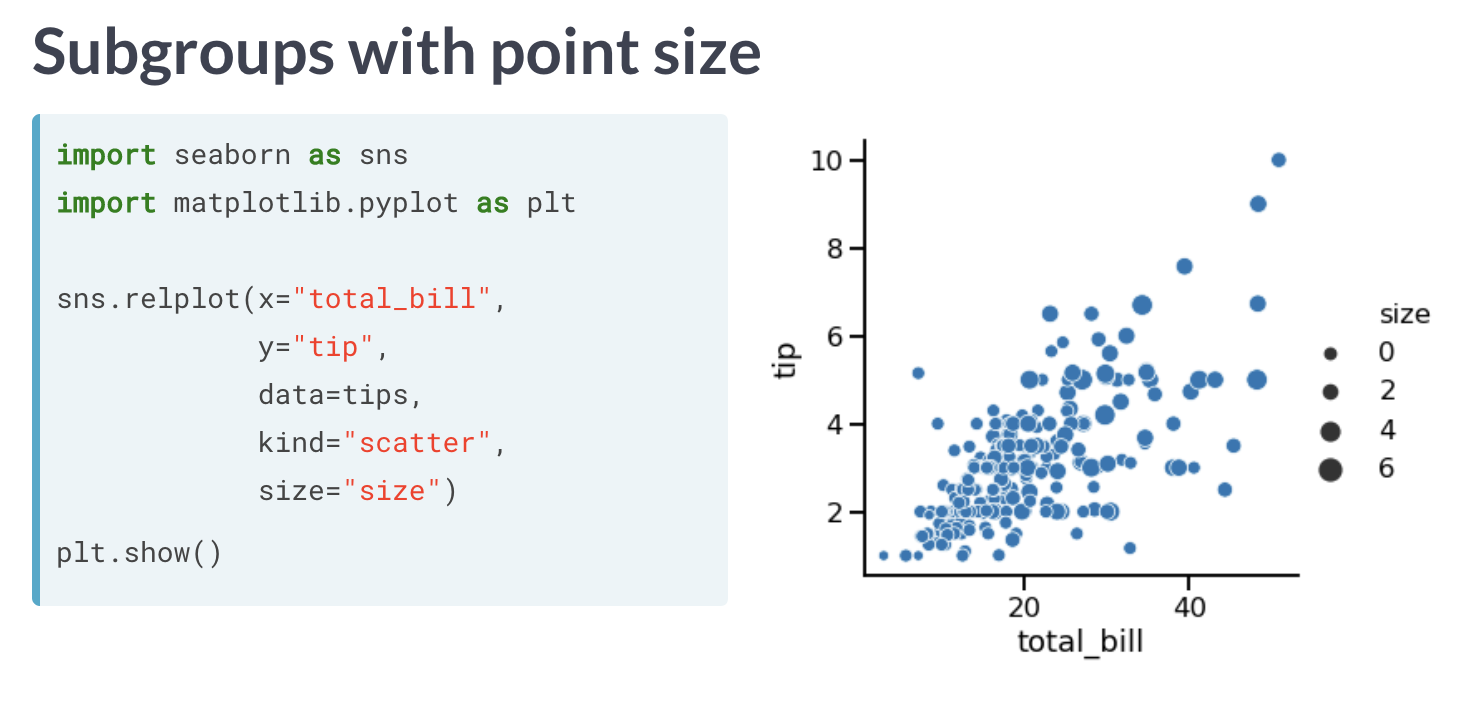 Subgroups with point size
import seaborn as sns
import matplotlib.pyplot as plt
sns.relplot(x="total_bill",
y="tip",
data=tips,
kind="scatter",
size="size")
plt.show()
10
8
6
4
2
tip
20 40
total_bill
size
0
2
4
6